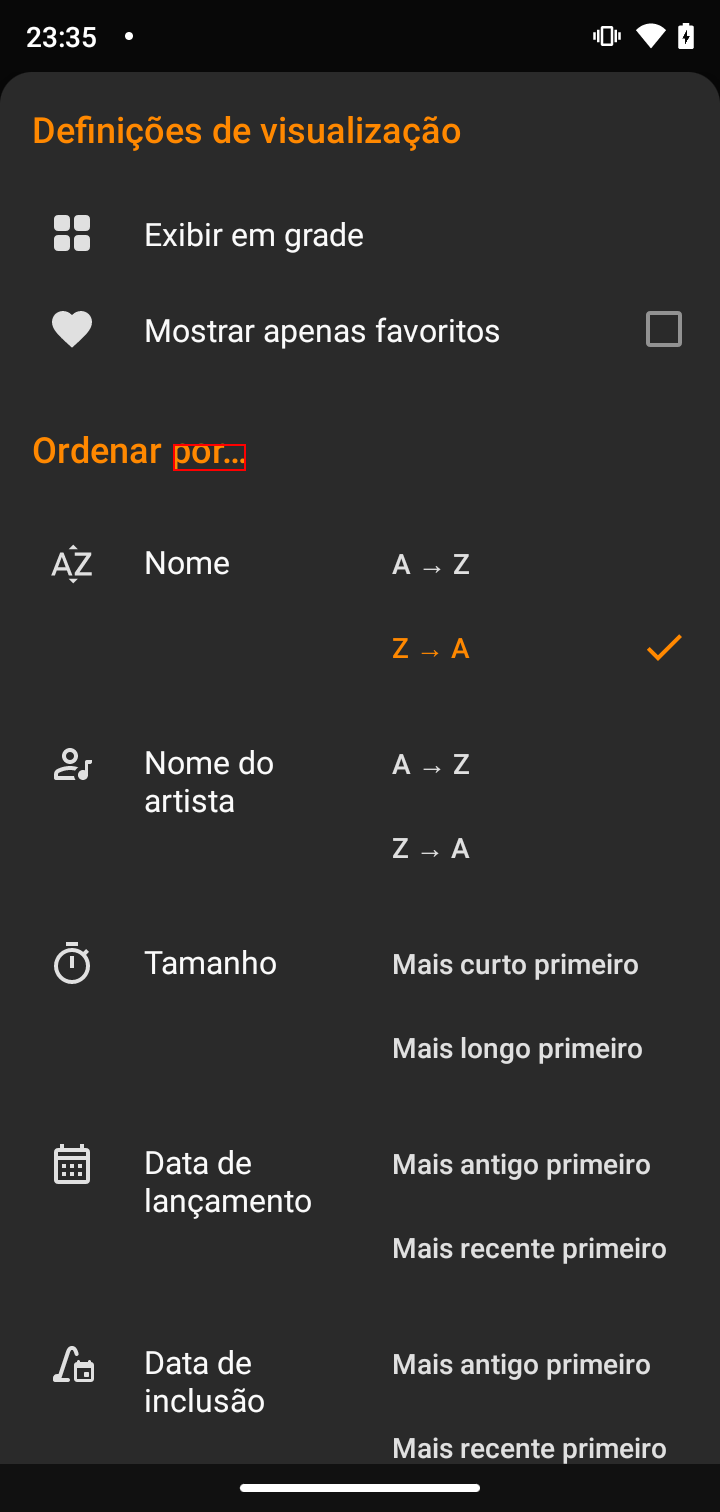 23:35
Definições de visualização
Exibir em grade
Mostrar apenas favoritos
Ordenar por...
Nome
A → Z
Z → A
Nome do
artista
A → Z
Z → A
Tamanho
Mais curto primeiro
Mais longo primeiro
Data de
lançamento
Mais antigo primeiro
Mais recente primeiro
Data de
inclusão
Mais antigo primeiro
Mais recente primeiro